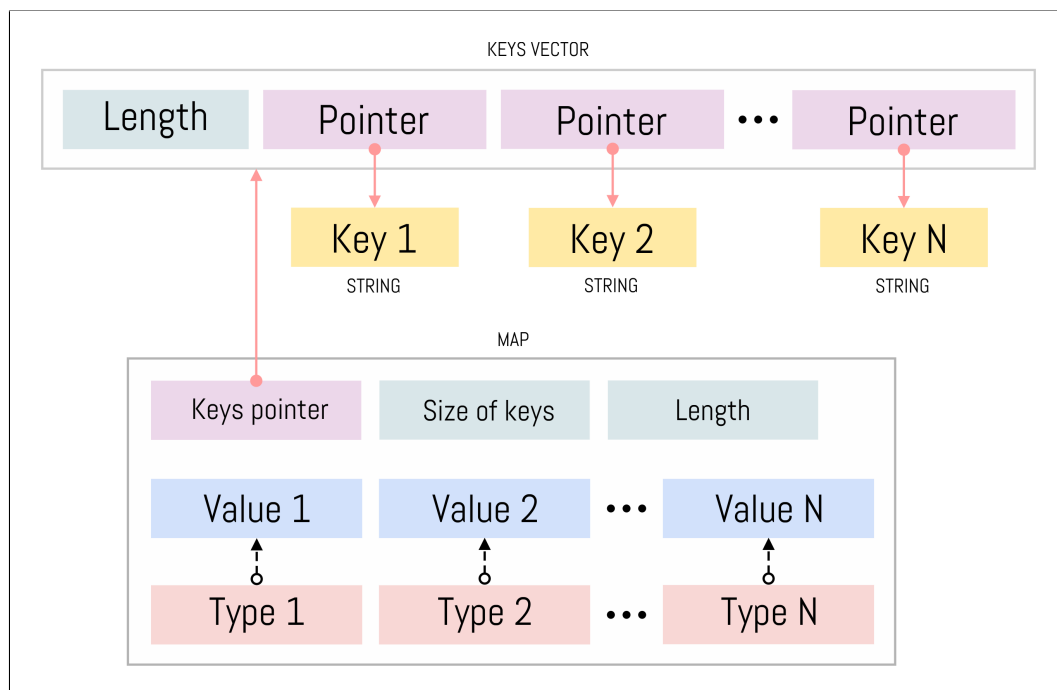 KEYS VECTOR
Length Pointer Pointer ••• Pointer
Key 1 Key 2 Key N
STRING STRING STRING
MAP
Keys pointer Size of keys Length
Value 1 Value 2 ••• Value N
Type 1 Type 2 ••• Type N